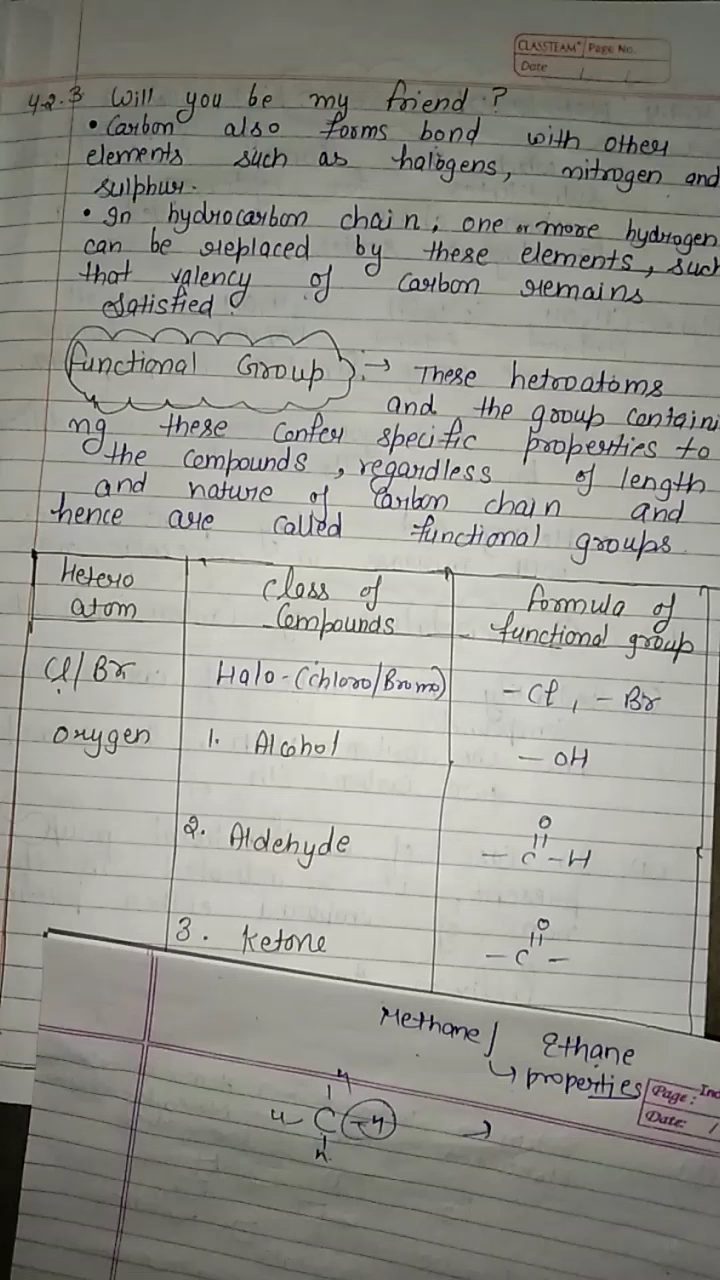 CLASSTEAM® Page No.
Date / /
4.2.3 Will you be my friend ?
• Carbon also forms bond with other
elements such as halogens, nitrogen and
sulphur.
• In hydrocarbon chain, one or more hydrogen
can be replaced by these elements, such
that valency of carbon remains
satisfied.
functional Group :→ These hetroatoms
and the group containi
ng these confer specific properties to
the compounds, regardless of length
and nature of Carbon chain and
hence are called functional groups.
Hetero atom
Class of Compounds
formula of functional group
Cl/Br Halo-(chloro/Bromo) -Cl, -Br
oxygen 1. Alcohol - OH
2. Aldehyde
O
||
- C - H
3. Ketone
O
||
- C -
Methane/ Ethane
↳ properties
Page:
Date: /
H
|
H- C -H →
|
H